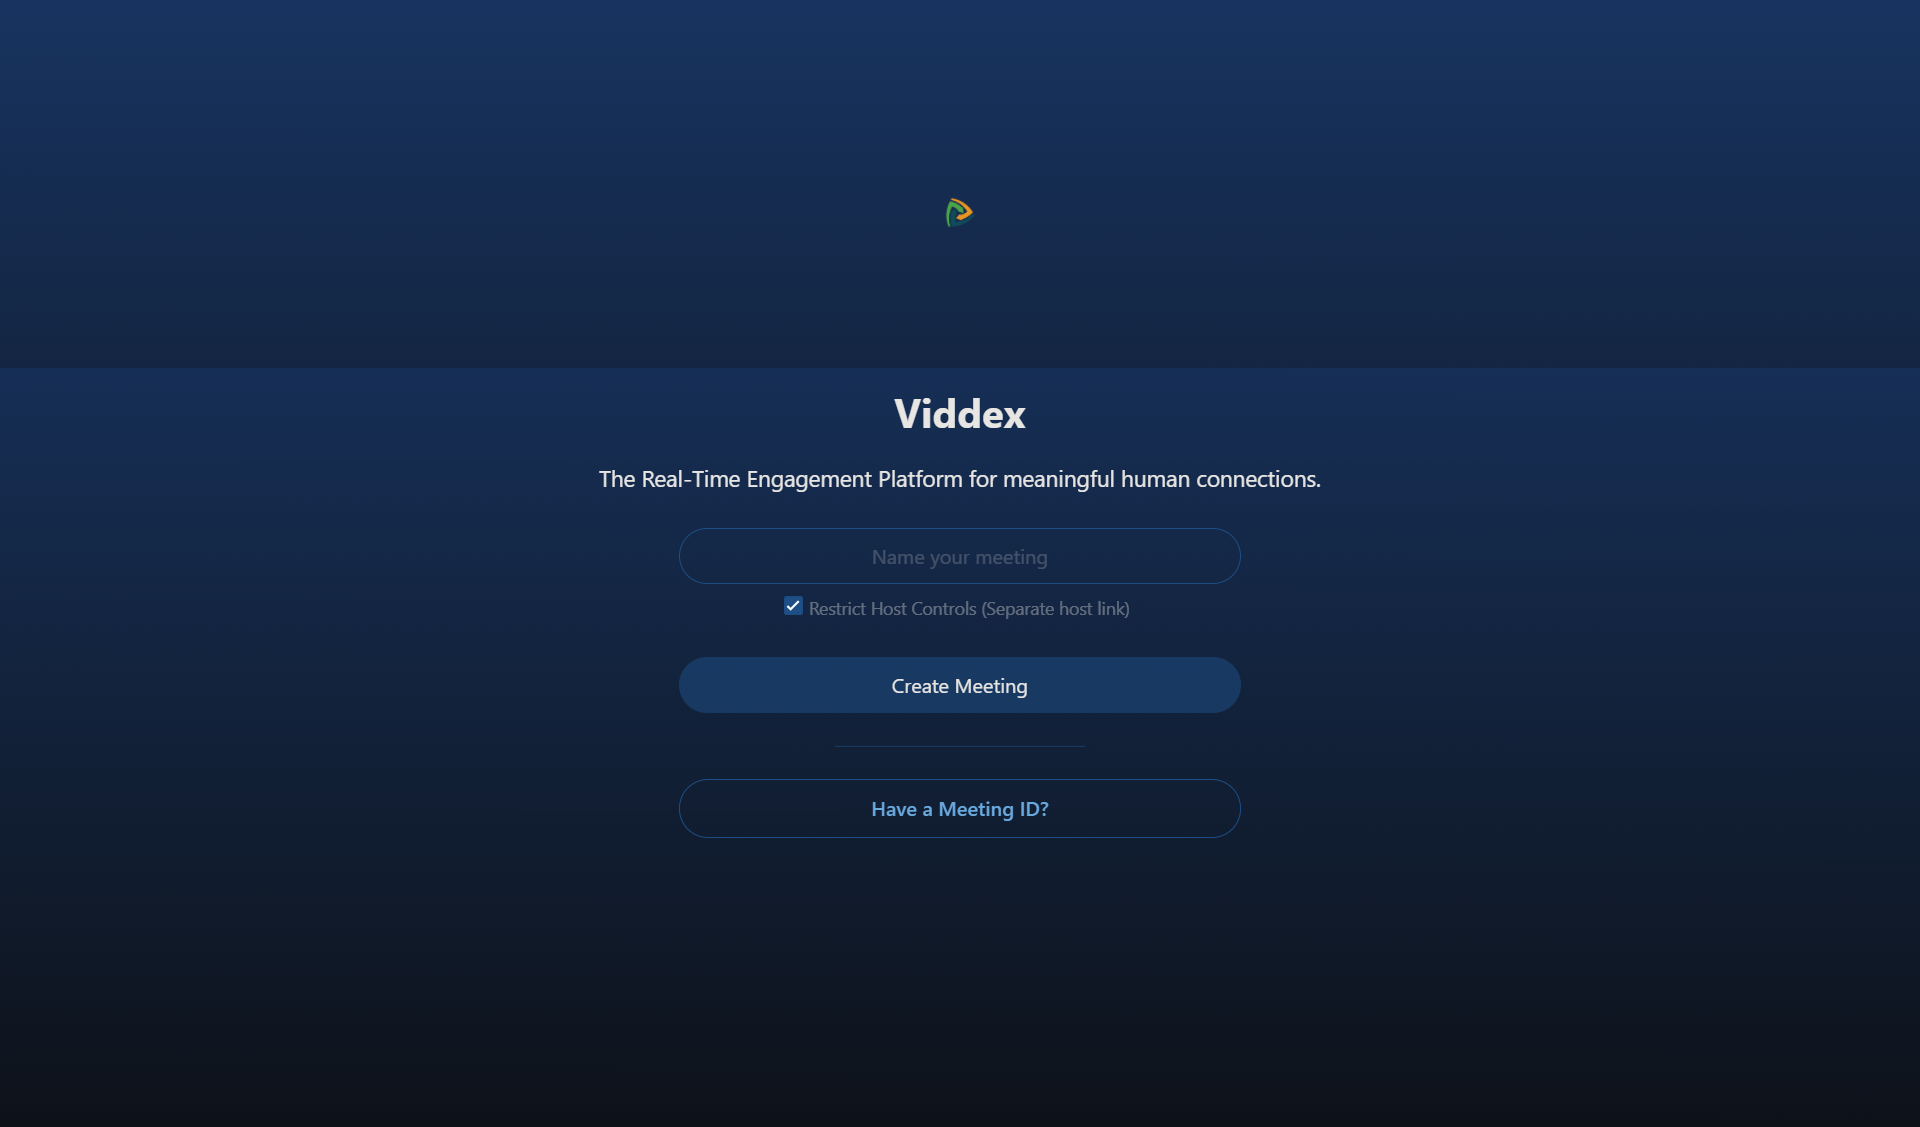 Viddex
The Real-Time Engagement Platform for meaningful human connections.
Name your meeting
Restrict Host Controls (Separate host link)
Create Meeting
Have a Meeting ID?